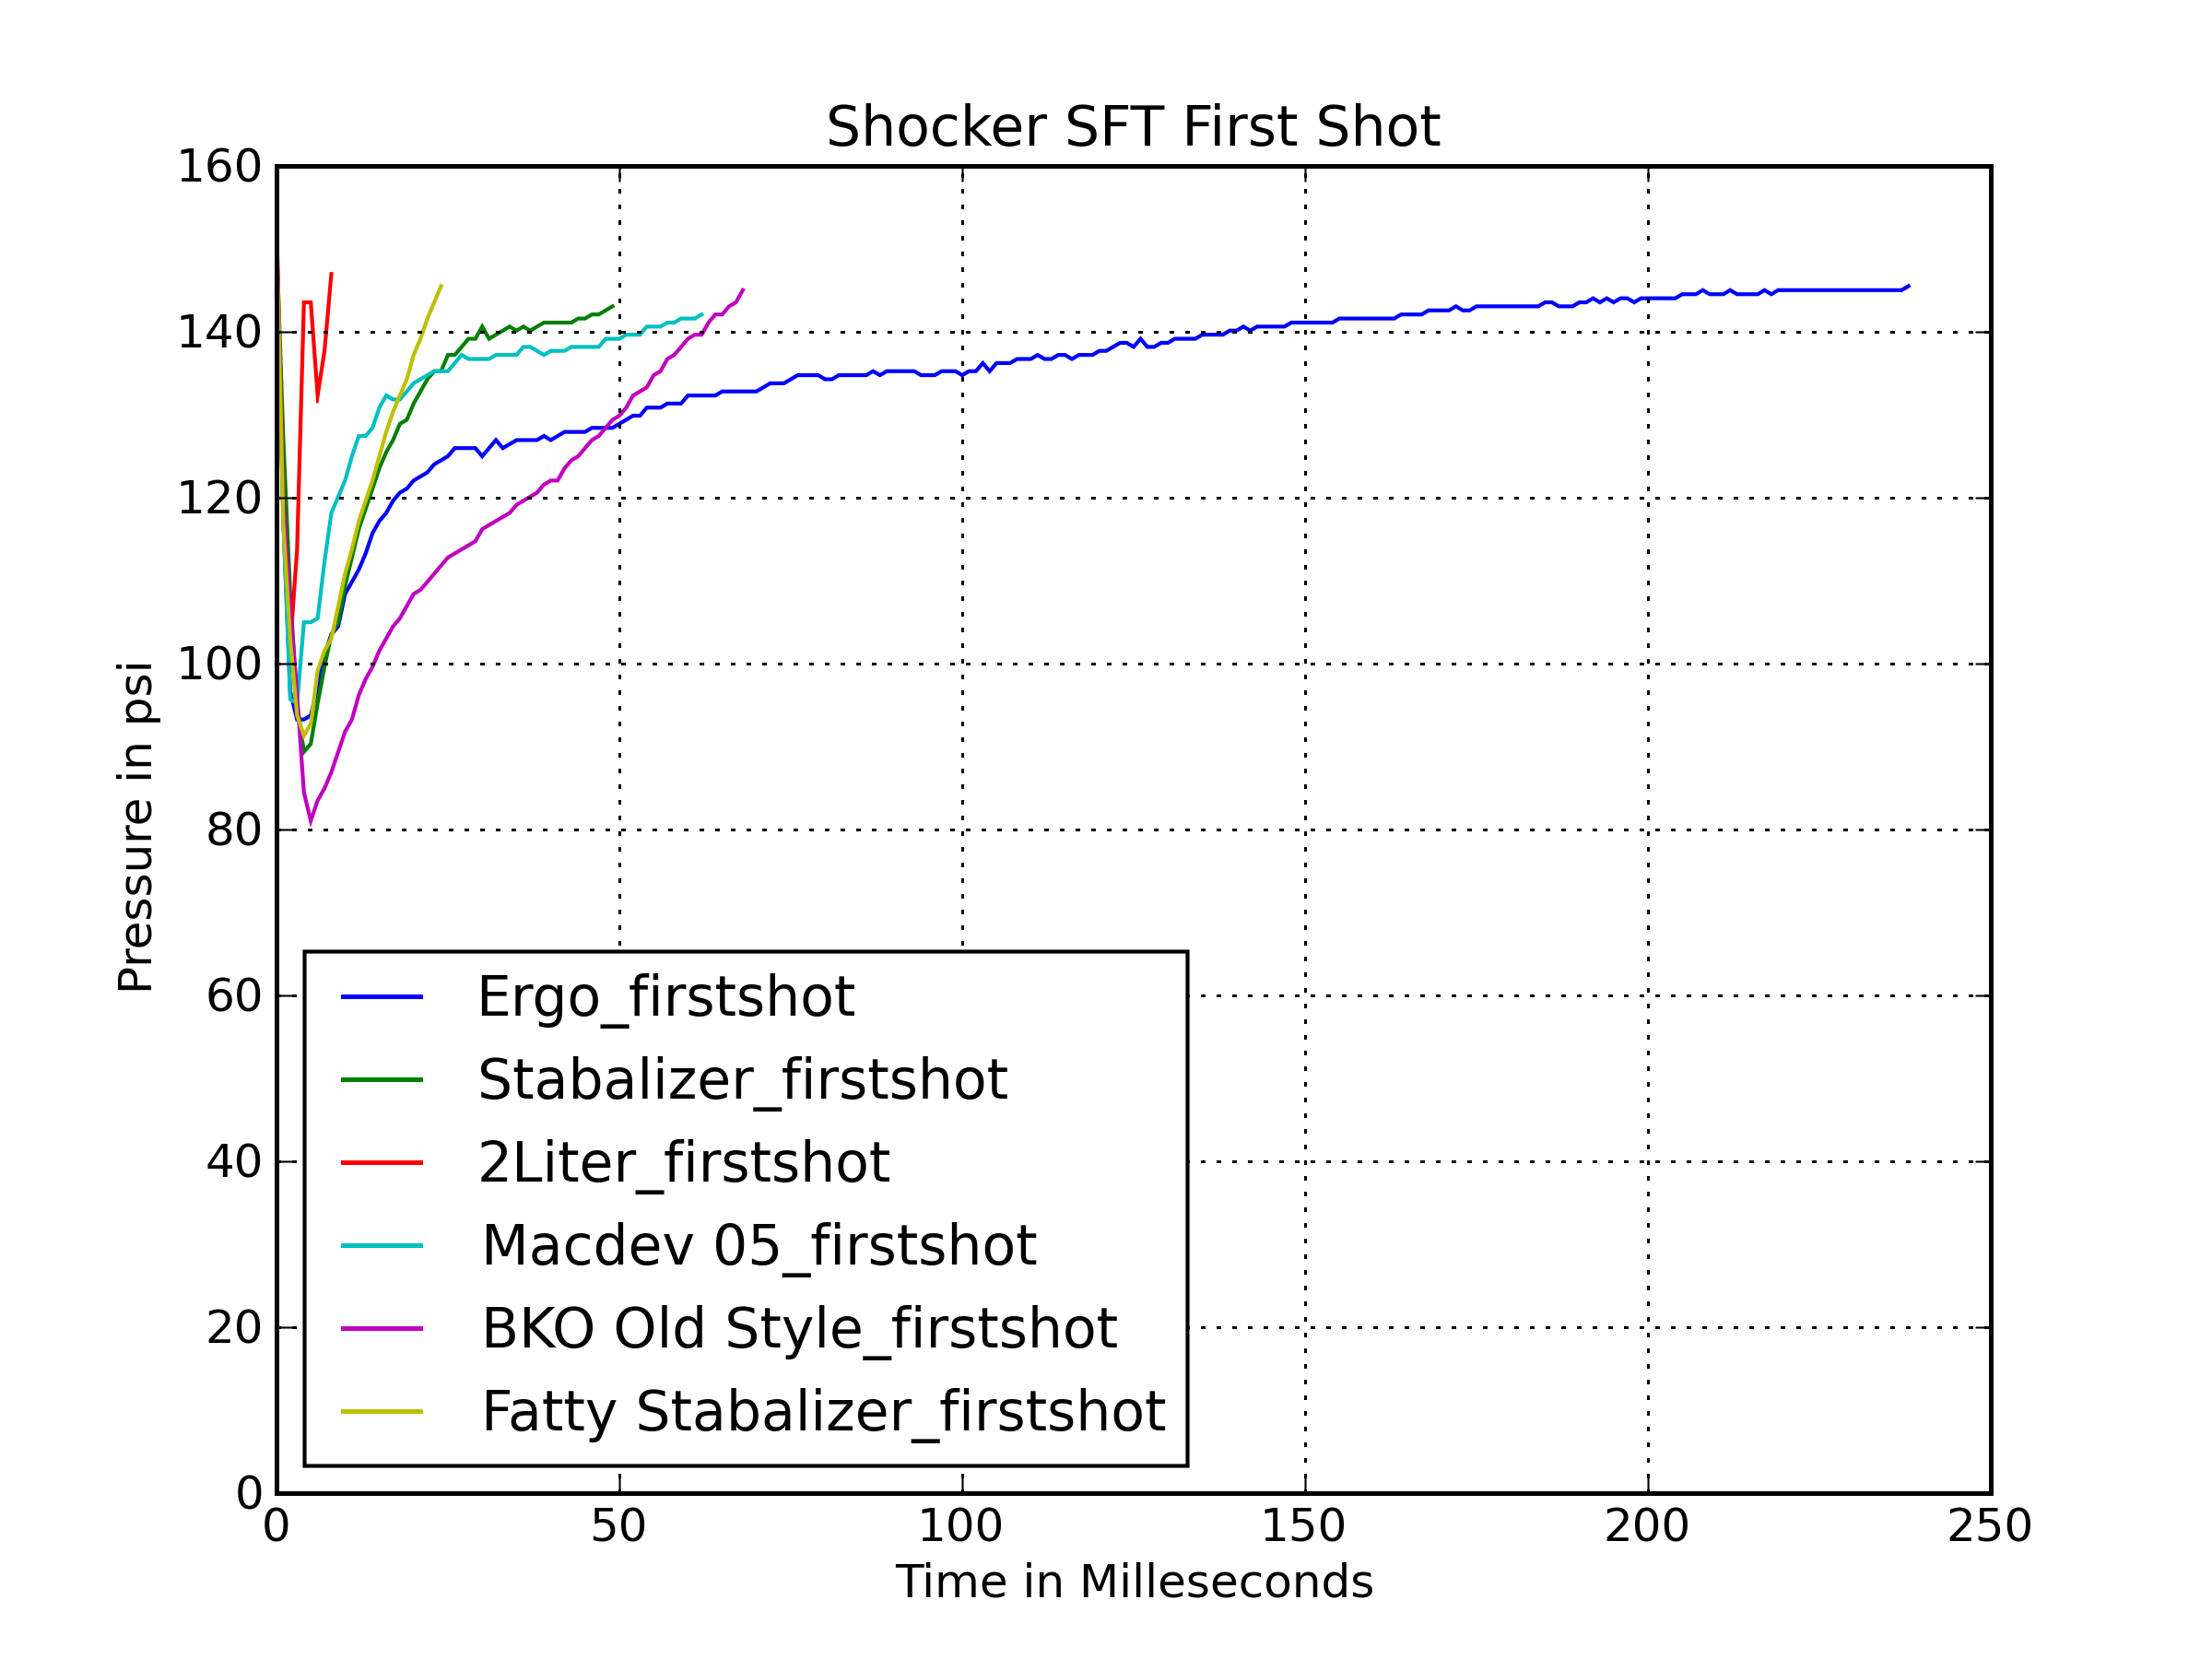 Shocker SFT First Shot
160
140
120
100
80
60
40
20
0
Pressure in psi
Ergo_firstshot
Stabalizer_firstshot
2Liter_firstshot
Macdev 05_firstshot
BKO Old Style_firstshot
Fatty Stabalizer_firstshot
0 50 100 150 200 250
Time in Milleseconds